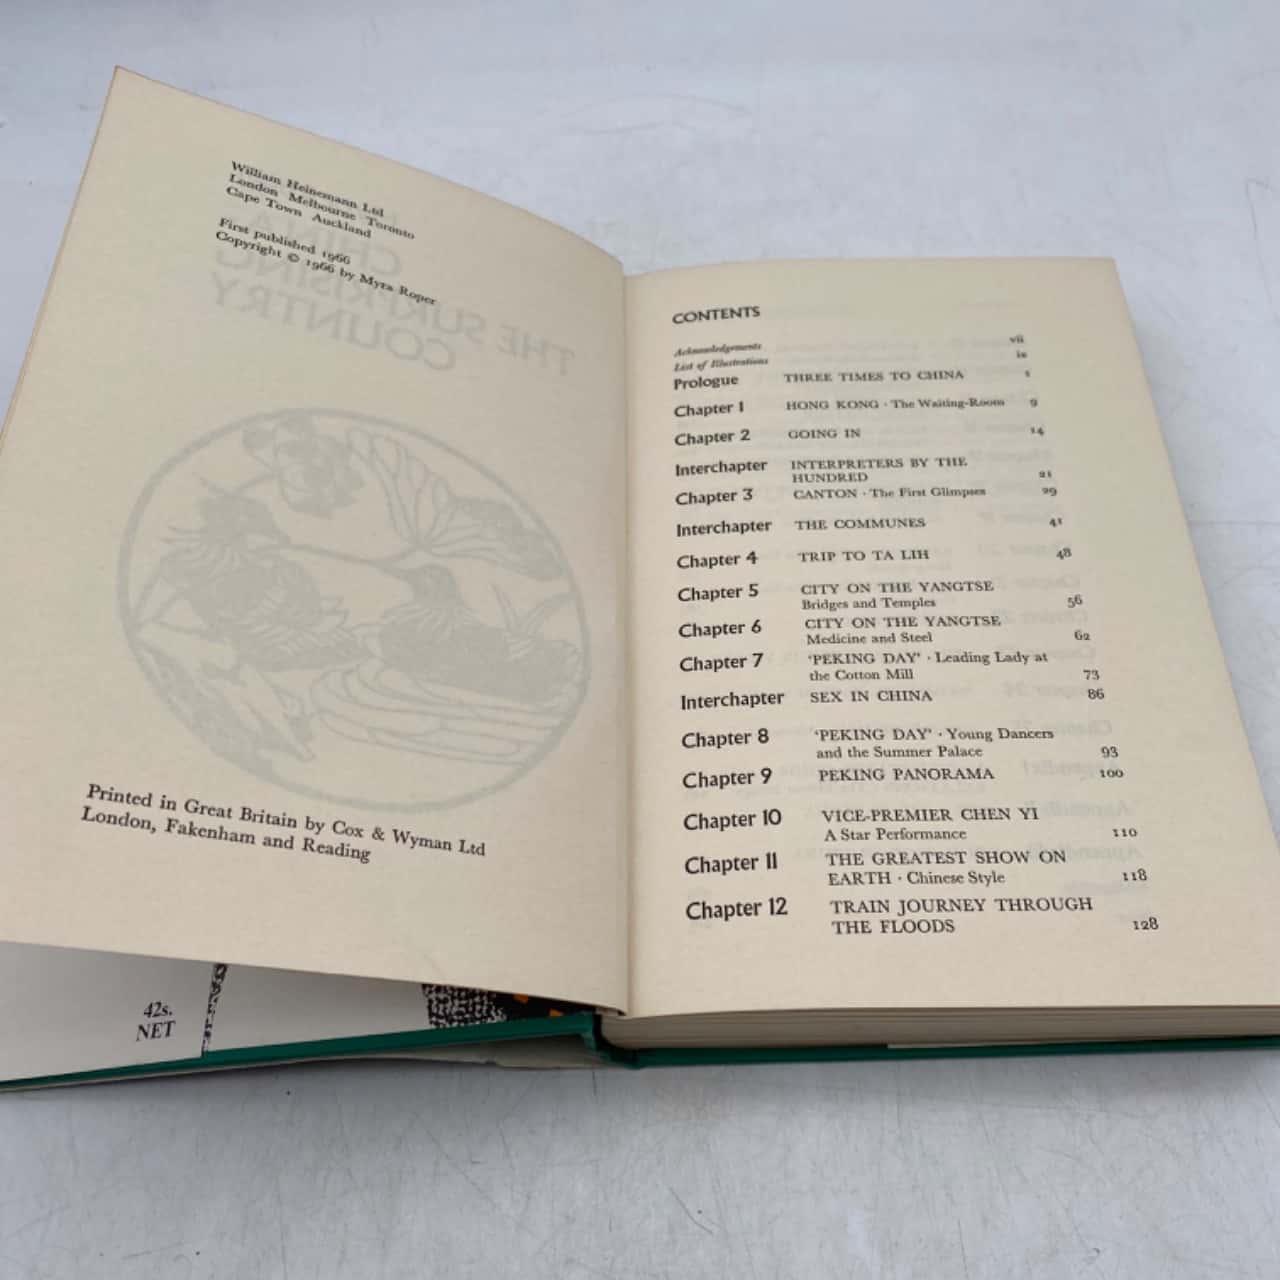 William Heinemann Ltd
London Melbourne Toronto
Cape Town Auckland
First published 1966
Copyright © 1966 by Myra Roper
CHINA
THE SURPRISING
COUNTRY
Printed in Great Britain by Cox & Wyman Ltd
London, Fakenham and Reading
42s.
NET
CONTENTS
Acknowledgements vii
List of Illustrations ix
Prologue THREE TIMES TO CHINA 1
Chapter 1 HONG KONG · The Waiting-Room 9
Chapter 2 GOING IN 14
Interchapter INTERPRETERS BY THE
HUNDRED 21
Chapter 3 CANTON · The First Glimpses 29
Interchapter THE COMMUNES 41
Chapter 4 TRIP TO TA LIH 48
Chapter 5 CITY ON THE YANGTSE
Bridges and Temples 56
Chapter 6 CITY ON THE YANGTSE
Medicine and Steel 62
Chapter 7 'PEKING DAY' · Leading Lady at
the Cotton Mill 73
Interchapter SEX IN CHINA 86
Chapter 8 'PEKING DAY' · Young Dancers
and the Summer Palace 93
Chapter 9 PEKING PANORAMA 100
Chapter 10 VICE-PREMIER CHEN YI
A Star Performance 110
Chapter 11 THE GREATEST SHOW ON
EARTH · Chinese Style 118
Chapter 12 TRAIN JOURNEY THROUGH
THE FLOODS 128